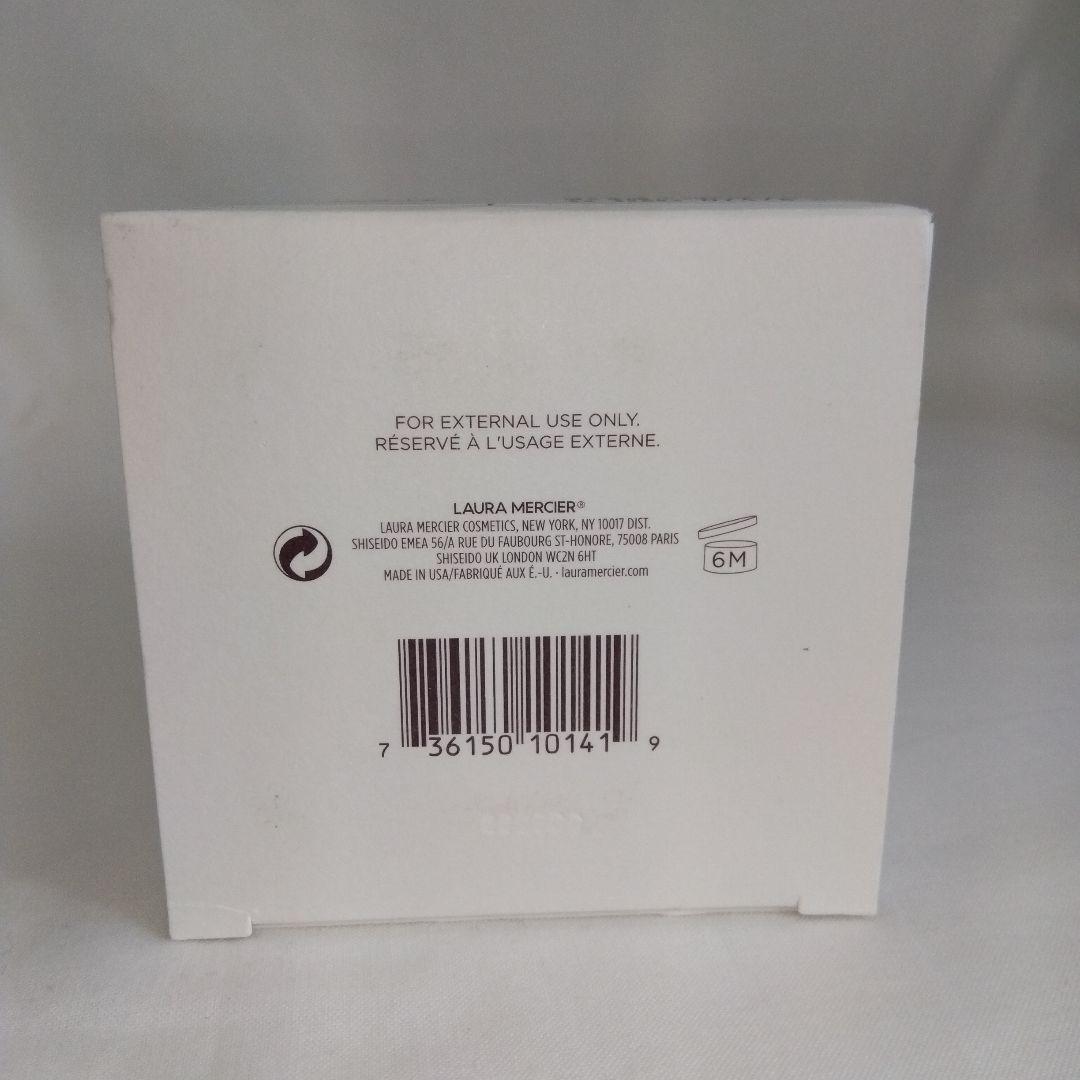 FOR EXTERNAL USE ONLY.
RÉSERVÉ À L'USAGE EXTERNE.
LAURA MERCIER®
LAURA MERCIER COSMETICS, NEW YORK, NY 10017 DIST.
SHISEIDO EMEA 56/A RUE DU FAUBOURG ST-HONORE, 75008 PARIS
SHISEIDO UK LONDON WC2N 6HT
MADE IN USA/FABRIQUÉ AUX É.-U. · lauramercier.com
6M
7 36150 10141 9